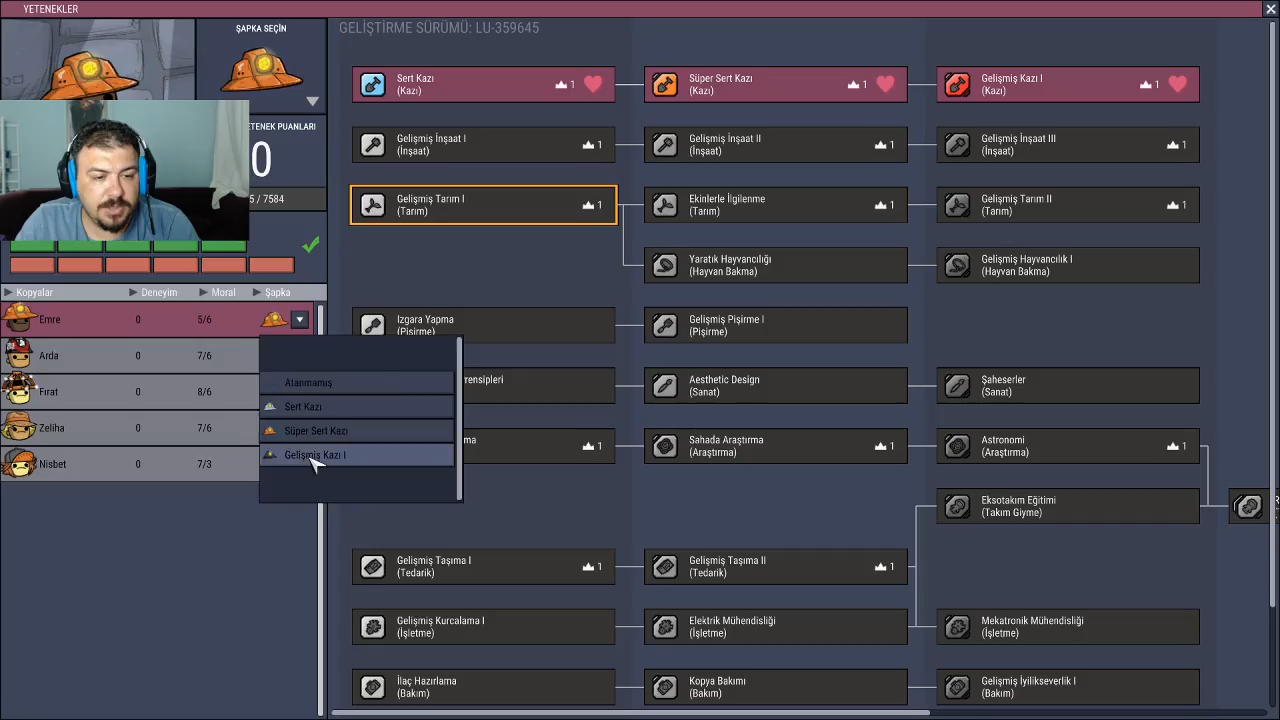 YETENEKLER
ŞAPKA SEÇİN
ETENEK PUANLARI
0
5 / 7584
Kopyalar Deneyim Moral Şapka
Emre 0 5/6
Arda 0 7/6
Fırat 0 8/6
Zeliha 0 7/6
Nisbet 0 7/3
Atanmamış
Sert Kazı
Süper Sert Kazı
Gelişmiş Kazı I
GELİŞTİRME SÜRÜMÜ: LU-359645
Sert Kazı
(Kazı)
1
Süper Sert Kazı
(Kazı)
1
Gelişmiş Kazı I
(Kazı)
1
Gelişmiş İnşaat I
(İnşaat)
1
Gelişmiş İnşaat II
(İnşaat)
1
Gelişmiş İnşaat III
(İnşaat)
1
Gelişmiş Tarım I
(Tarım)
1
Ekinlerle İlgilenme
(Tarım)
1
Gelişmiş Tarım II
(Tarım)
1
Yaratık Hayvancılığı
(Hayvan Bakma)
Gelişmiş Hayvancılık I
(Hayvan Bakma)
Izgara Yapma
(Pişirme)
Gelişmiş Pişirme I
(Pişirme)
rensipleri
Aesthetic Design
(Sanat)
Şaheserler
(Sanat)
ma
1
Sahada Araştırma
(Araştırma)
1
Astronomi
(Araştırma)
1
Eksotakım Eğitimi
(Takım Giyme)
Gelişmiş Taşıma I
(Tedarik)
1
Gelişmiş Taşıma II
(Tedarik)
1
Gelişmiş Kurcalama I
(İşletme)
Elektrik Mühendisliği
(İşletme)
Mekatronik Mühendisliği
(İşletme)
İlaç Hazırlama
(Bakım)
Kopya Bakımı
(Bakım)
Gelişmiş İyilikseverlik I
(Bakım)